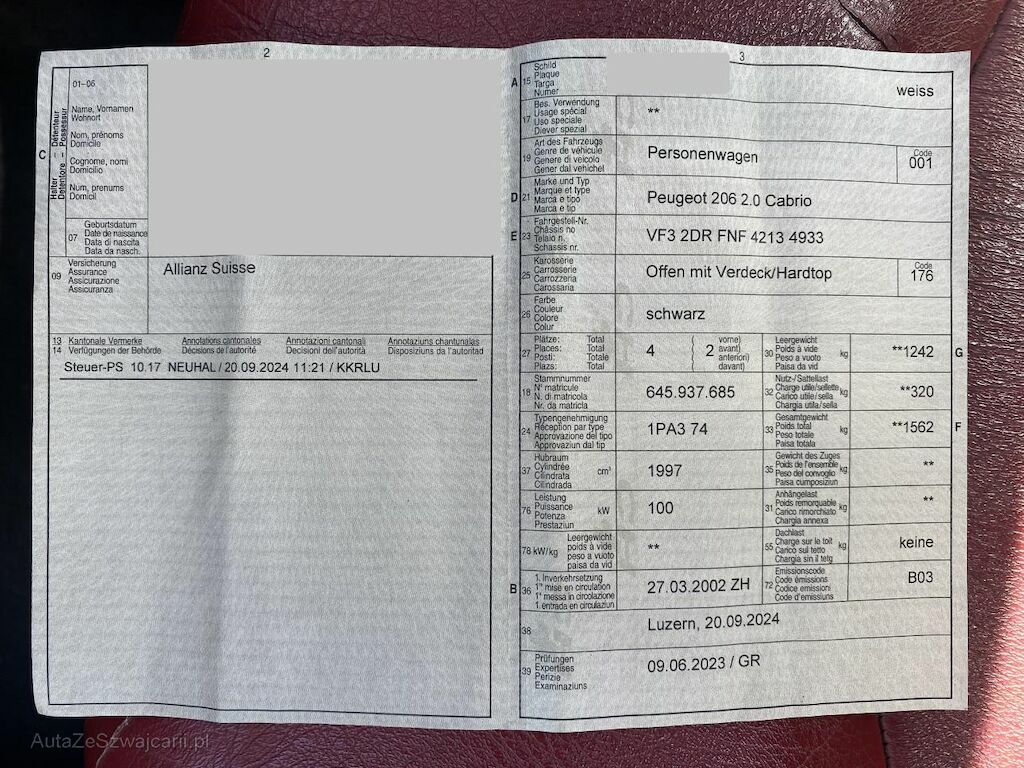 2
01–06
Halter – Détenteur
Detentore – Possessur
C
Name, Vornamen
Wohnort
Nom, prénoms
Domicile
Cognome, nomi
Domicilio
Num, prenums
Domicil
07
Geburtsdatum
Date de naissance
Data di nascita
Data da nasch.
09
Versicherung
Assurance
Assicurazione
Assicuranza
Allianz Suisse
13 Kantonale Vermerke Annotations cantonales Annotazioni cantonali Annotaziuns chantunalas
14 Verfügungen der Behörde Décisions de l'autorité Decisioni dell'autorità Disposiziuns da l'autoritad
Steuer-PS 10.17 NEUHAL / 20.09.2024 11:21 / KKRLU
3
A 15
Schild
Plaque
Targa
Numer
weiss
17
Bes. Verwendung
Usage spécial
Uso speciale
Diever spezial
**
19
Art des Fahrzeugs
Genre de véhicule
Genere di veicolo
Gener dal vehichel
Personenwagen
Code
001
D 21
Marke und Typ
Marque et type
Marca e tipo
Marca e tip
Peugeot 206 2.0 Cabrio
E 23
Fahrgestell-Nr.
Châssis no
Telaio n.
Schassis nr.
VF3 2DR FNF 4213 4933
25
Karosserie
Carrosserie
Carrozzeria
Carossaria
Offen mit Verdeck/Hardtop
Code
176
26
Farbe
Couleur
Colore
Colur
schwarz
27
Plätze: Total
Places: Total
Posti: Totale
Plazs: Total
4
( 2 vorne)
avant)
anteriori)
davant)
30
Leergewicht
Poids à vide
Peso a vuoto
Paisa da vid
kg
**1242
G
18
Stammnummer
N° matricule
N. di matricola
Nr. da matricla
645.937.685
32
Nutz-/Sattellast
Charge utile/sellette
Carico utile/sella
Chargia utila/sella
kg
**320
24
Typengenehmigung
Réception par type
Approvazione del tipo
Approvaziun dal tip
1PA3 74
33
Gesamtgewicht
Poids total
Peso totale
Paisa totala
kg
**1562
F
37
Hubraum
Cylindrée
Cilindrata
Cilindrada
cm³
1997
35
Gewicht des Zuges
Poids de l'ensemble
Peso del convoglio
Paisa cumposiziun
kg
**
76
Leistung
Puissance
Potenza
Prestaziun
kW
100
31
Anhängelast
Poids remorquable
Carico rimorchiato
Chargia annexa
kg
**
78 kW/kg
Leergewicht
poids à vide
peso a vuoto
paisa da vid
**
55
Dachlast
Charge sur le toit
Carico sul tetto
Chargia sin il tetg
kg
keine
B 36
1. Inverkehrsetzung
1re mise en circulation
1a messa in circolazione
1. entrada en circulaziun
27.03.2002 ZH
72
Emissionscode
Code émissions
Codice emissioni
Code d'emissiuns
B03
38
Luzern, 20.09.2024
39
Prüfungen
Expertises
Perizie
Examinaziuns
09.06.2023 / GR
AutaZeSzwajcarii.pl